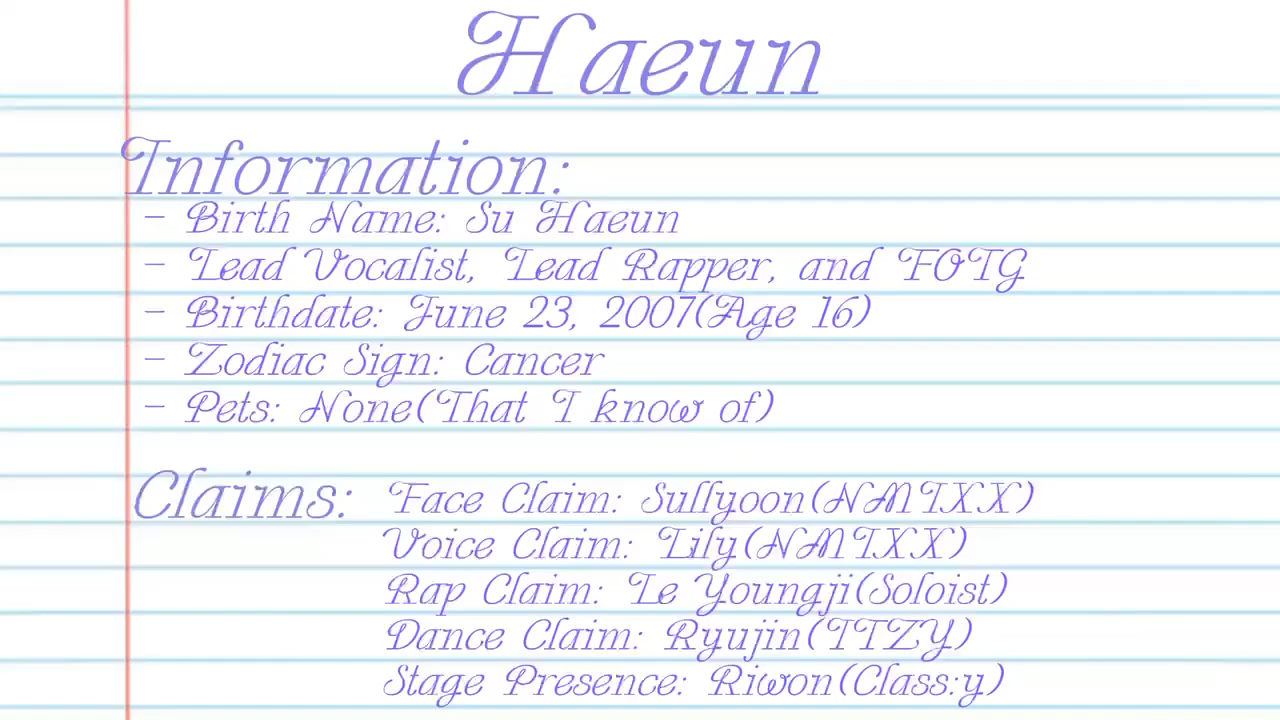 Haeun
Information:
- Birth Name: Su Haeun
- Lead Vocalist, Lead Rapper, and FOTG
- Birthdate: June 23, 2007(Age 16)
- Zodiac Sign: Cancer
- Pets: None(That I know of)
Claims: Face Claim: Sullyoon(NMIXX)
Voice Claim: Lily(NMIXX)
Rap Claim: Le Youngji(Soloist)
Dance Claim: Ryujin(ITZY)
Stage Presence: Riwon(Class:y)